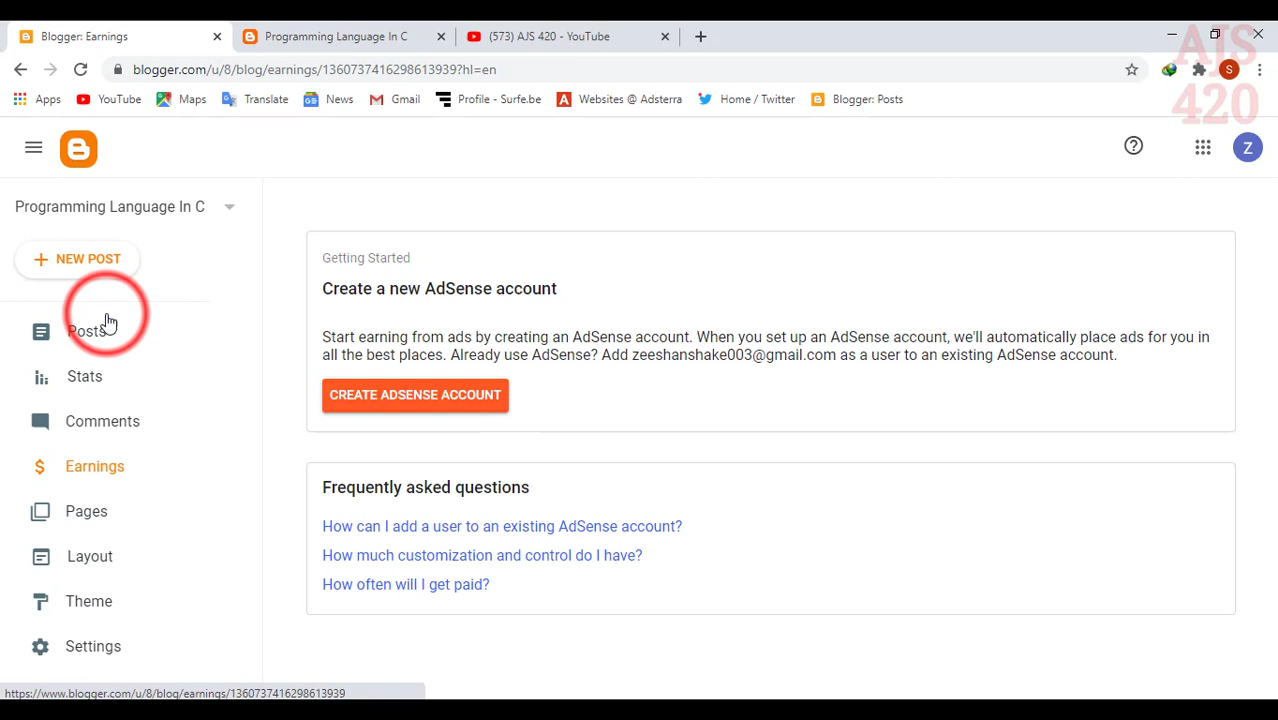 Blogger: Earnings
Programming Language In C
(573) AJS 420 - YouTube
AJS
420
blogger.com/u/8/blog/earnings/1360737416298613939?hl=en
S
Apps
YouTube
Maps
Translate
News
Gmail
Profile - Surfe.be
Websites @ Adsterra
Home / Twitter
Blogger: Posts
Z
Programming Language In C
+ NEW POST
Posts
Stats
Comments
Earnings
Pages
Layout
Theme
Settings
Getting Started
Create a new AdSense account
Start earning from ads by creating an AdSense account. When you set up an AdSense account, we'll automatically place ads for you in
all the best places. Already use AdSense? Add zeeshanshake003@gmail.com as a user to an existing AdSense account.
CREATE ADSENSE ACCOUNT
Frequently asked questions
How can I add a user to an existing AdSense account?
How much customization and control do I have?
How often will I get paid?
https://www.blogger.com/u/8/blog/earnings/1360737416298613939